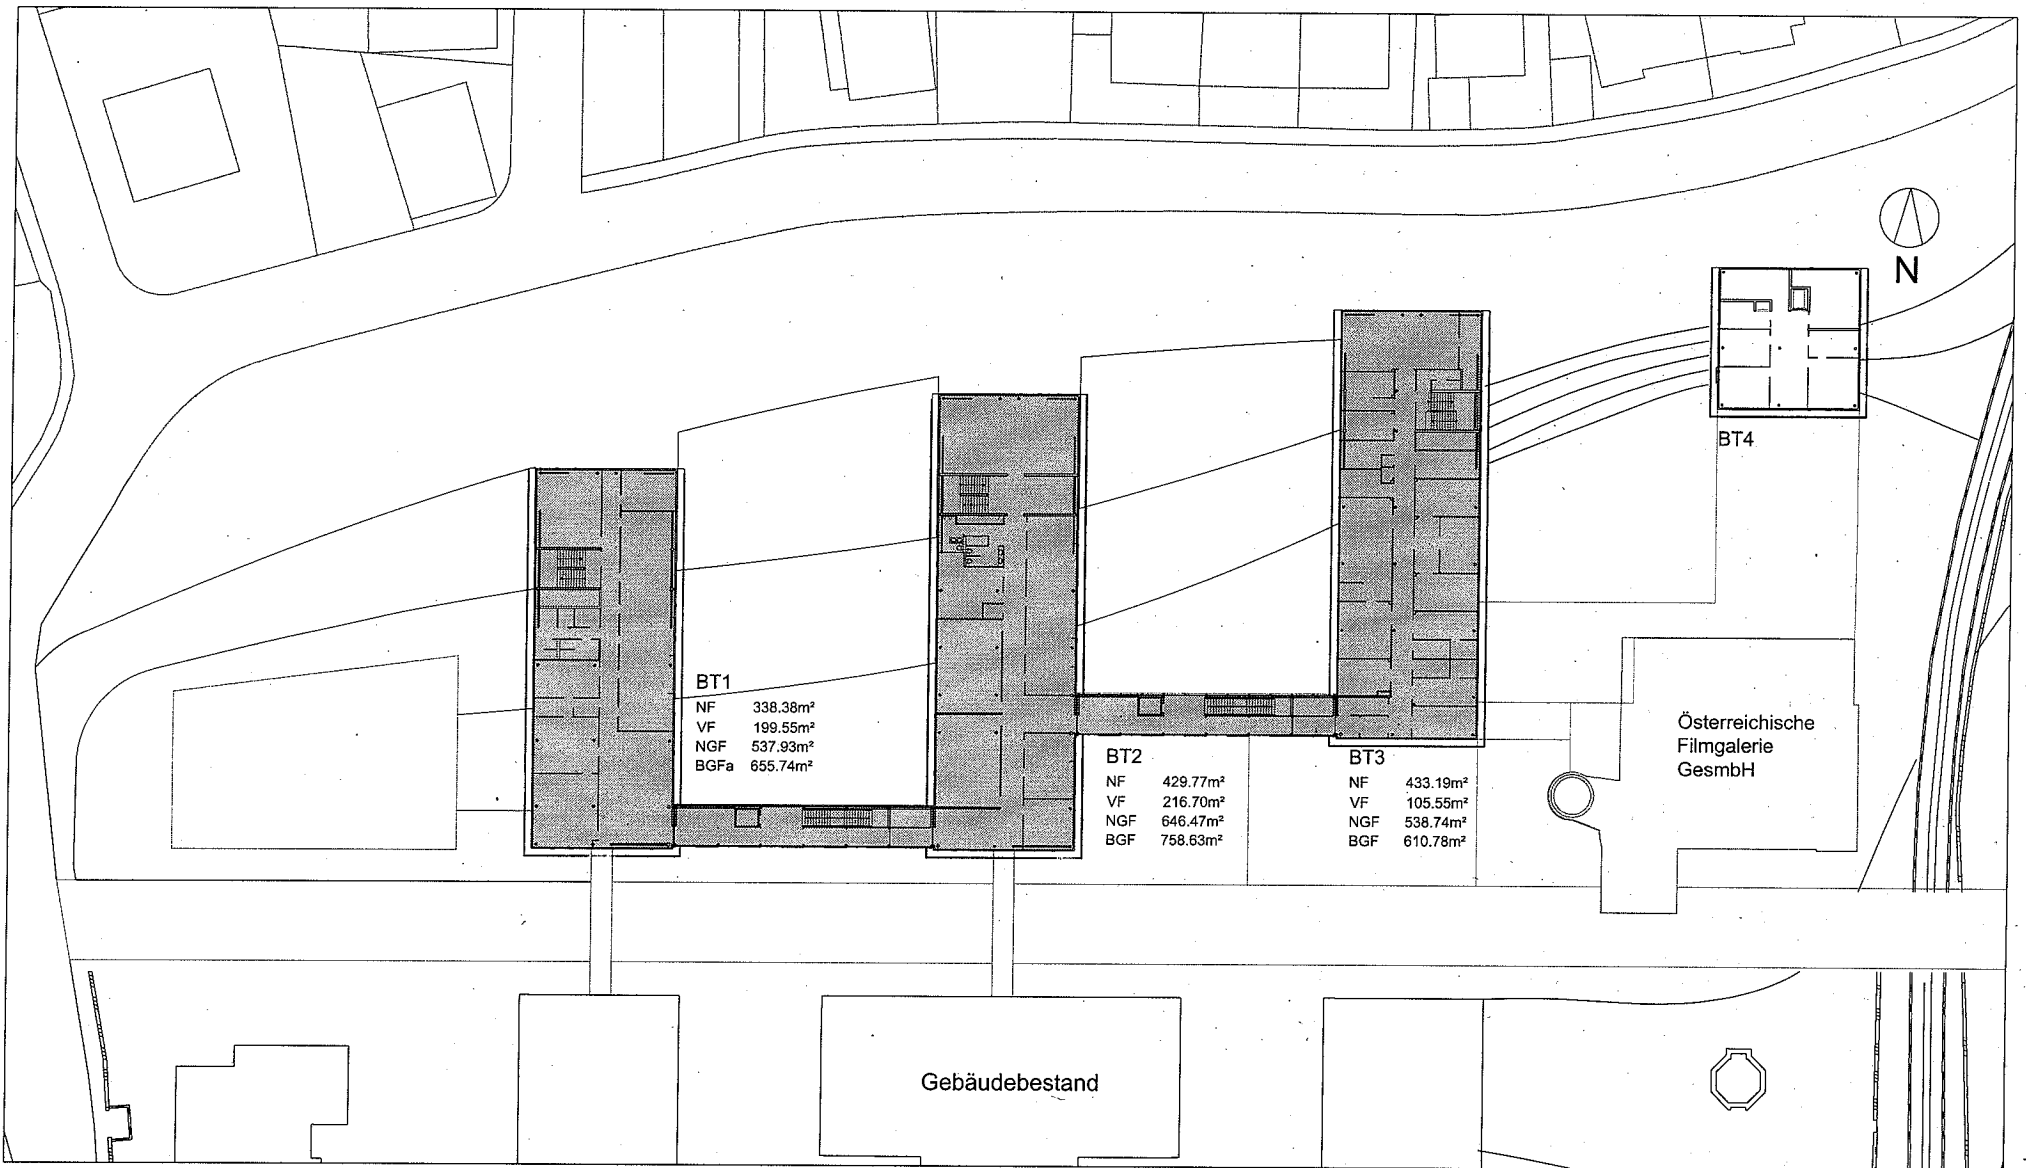 N
BT4
BT1
NF 338.38m²
VF 199.55m²
NGF 537.93m²
BGFa 655.74m²
BT2
NF 429.77m²
VF 216.70m²
NGF 646.47m²
BGF 758.63m²
BT3
NF 433.19m²
VF 105.55m²
NGF 538.74m²
BGF 610.78m²
Österreichische
Filmgalerie
GesmbH
Gebäudebestand